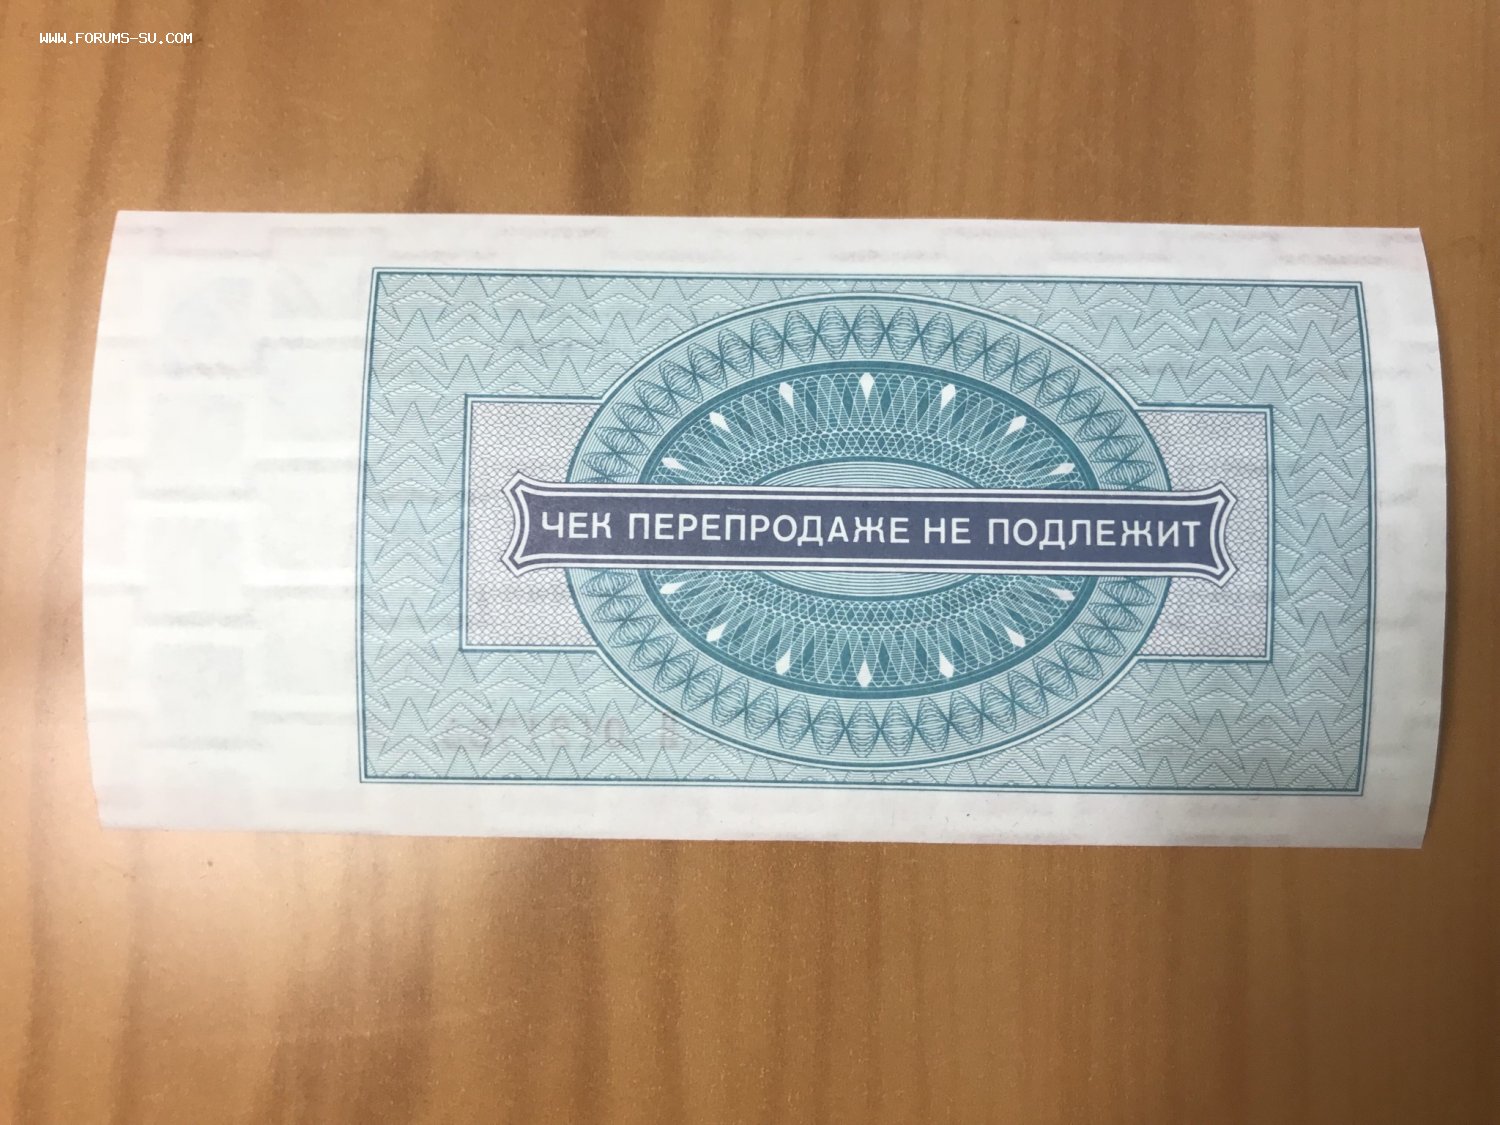 WWW.FORUMS-SU.COM
ЧЕК ПЕРЕПРОДАЖЕ НЕ ПОДЛЕЖИТ